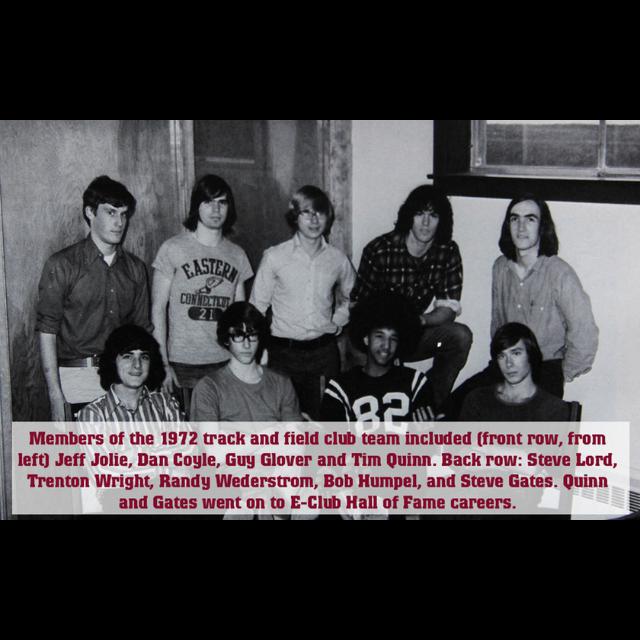 EASTERN
CONNECTICUT
21
82
Members of the 1972 track and field club team included (front row, from
left) Jeff Jolie, Dan Coyle, Guy Glover and Tim Quinn. Back row: Steve Lord,
Trenton Wright, Randy Wederstrom, Bob Humpel, and Steve Gates. Quinn
and Gates went on to E-Club Hall of Fame careers.